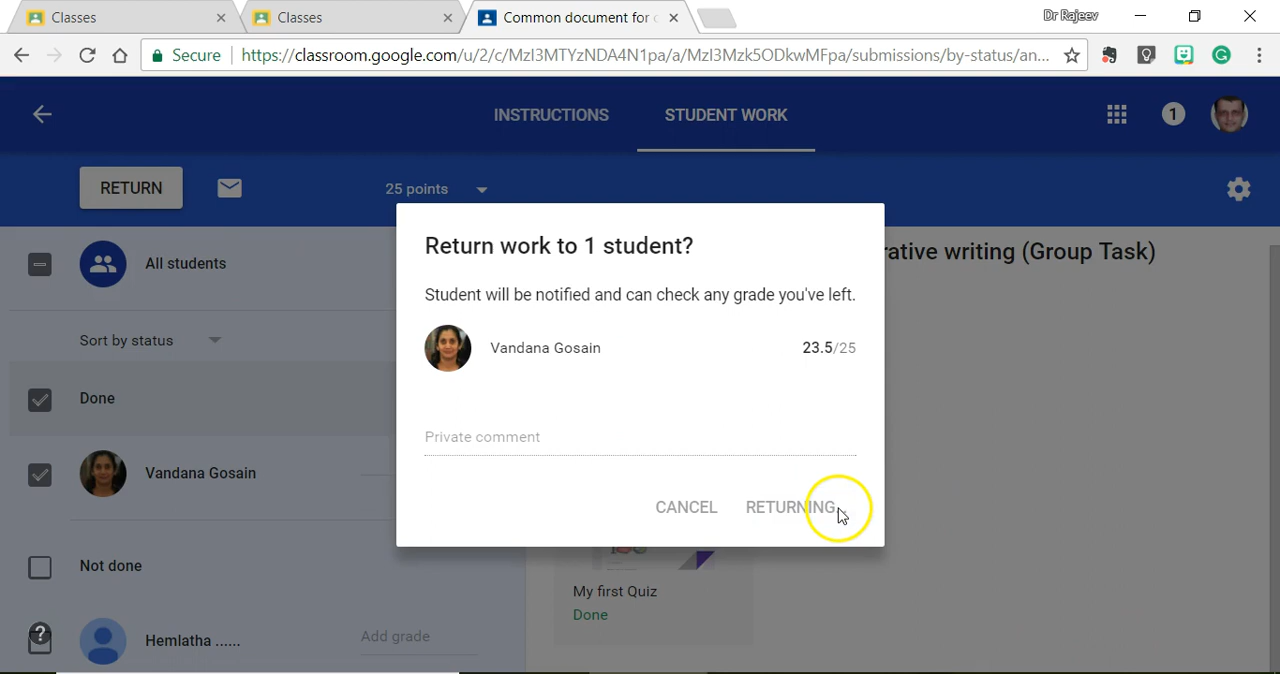 Classes
Classes
Common document for c
Dr Rajeev
Secure
https://classroom.google.com/u/2/c/MzI3MTYzNDA4N1pa/a/MzI3Mzk5ODkwMFpa/submissions/by-status/an...
INSTRUCTIONS
STUDENT WORK
1
RETURN
25 points
All students
rative writing (Group Task)
Sort by status
Done
Vandana Gosain
Not done
Hemlatha ......
Add grade
?
Return work to 1 student?
Student will be notified and can check any grade you've left.
Vandana Gosain
23.5/25
Private comment
CANCEL
RETURNING
My first Quiz
Done